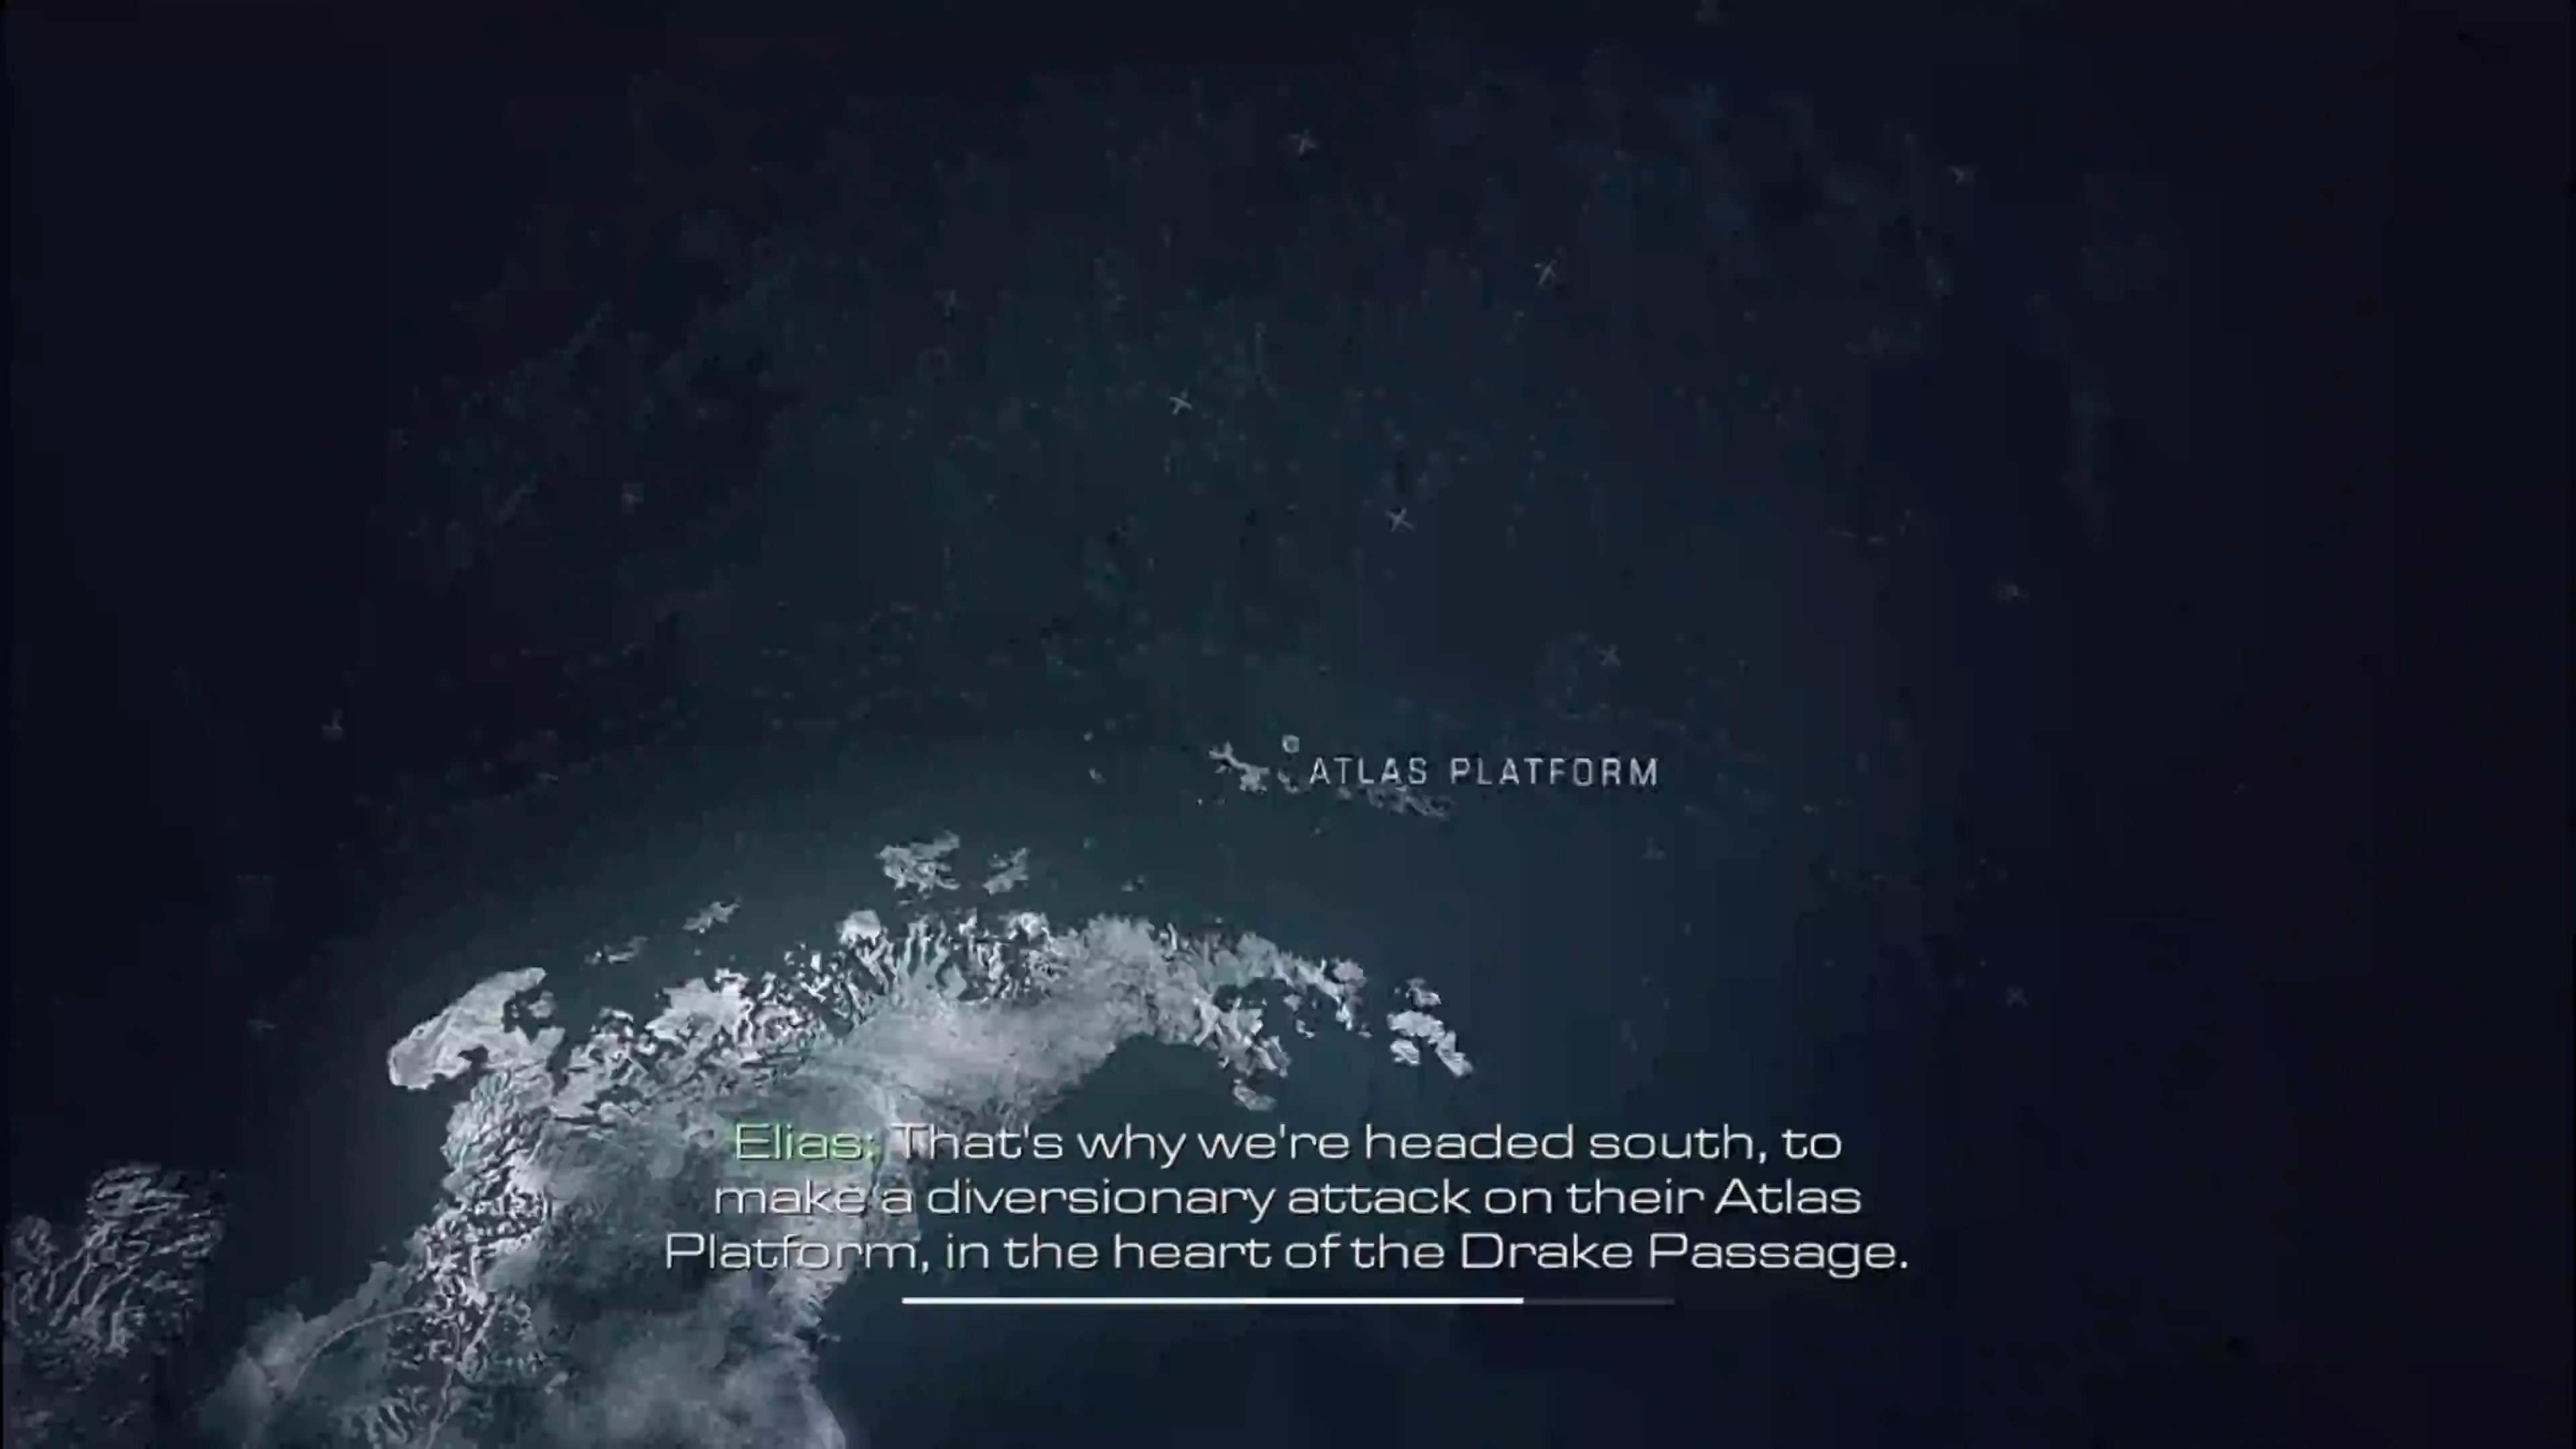 ATLAS PLATFORM
Elias: That's why we're headed south, to
make a diversionary attack on their Atlas
Platform, in the heart of the Drake Passage.